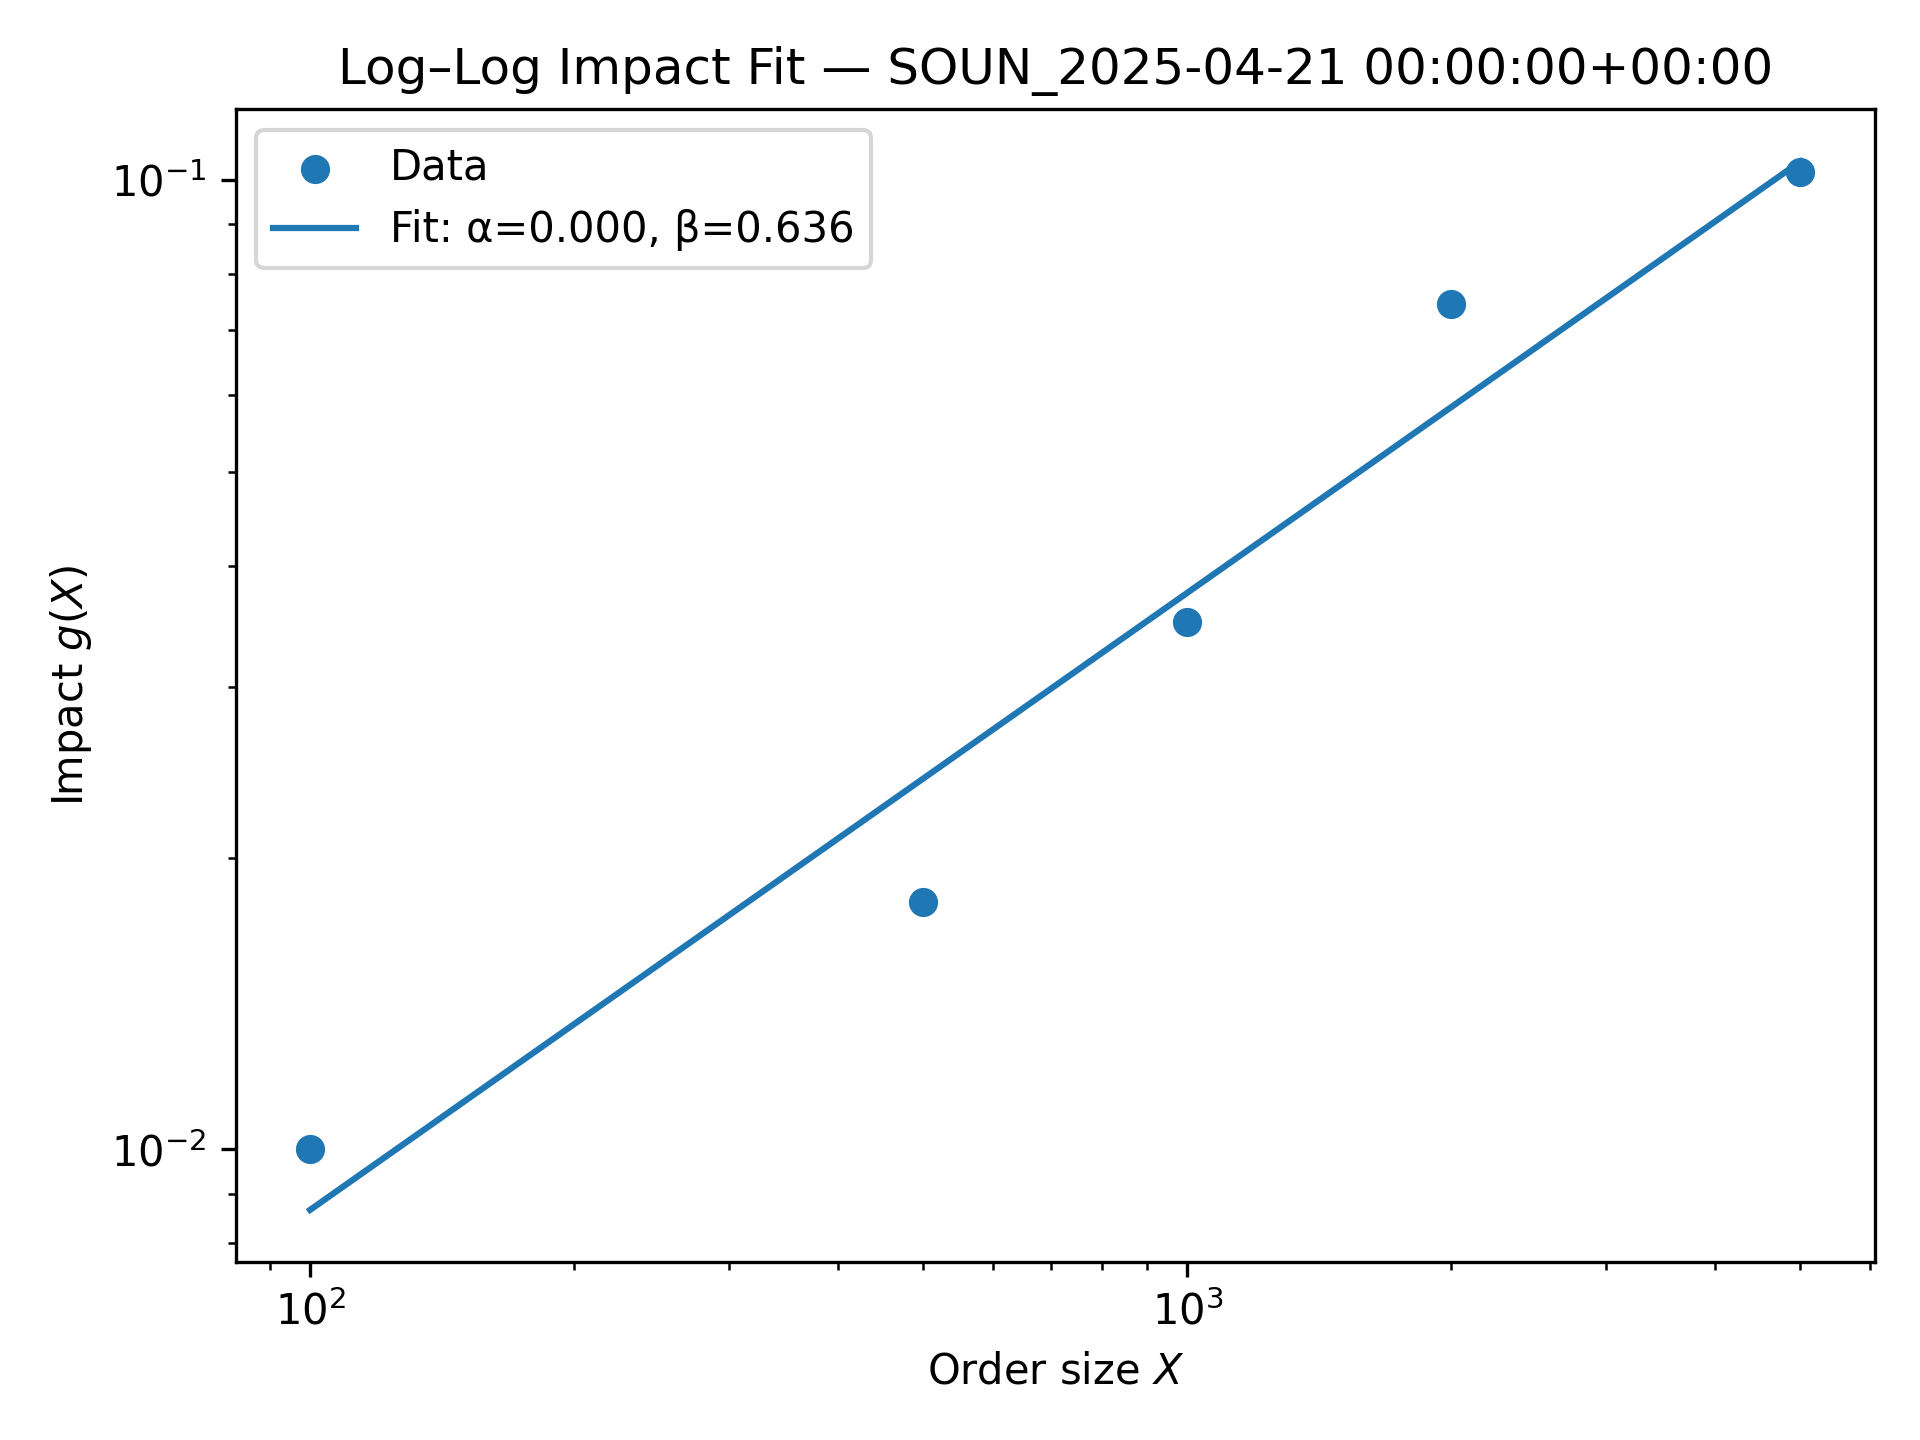 Log–Log Impact Fit — SOUN_2025-04-21 00:00:00+00:00
Data
Fit: α=0.000, β=0.636
10⁻¹
10⁻²
Impact g(X)
10² 10³
Order size X